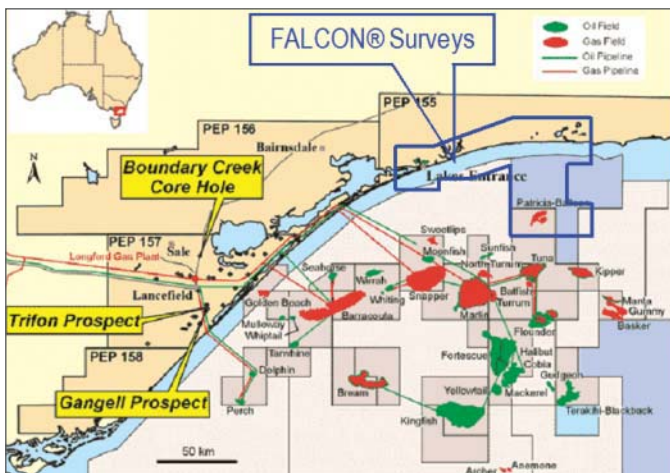 FALCON® Surveys
Oil Field
Gas Field
Oil Pipeline
Gas Pipeline
PEP 155
PEP 156
Bairnsdale
N
Boundary Creek
Core Hole
Lakes Entrance
Patricia-Baleen
PEP 157
Sale
Longford Gas Plant
Lancefield
Sweetlips
Moonfish
Sunfish
North-Turrum
Tuna
Kipper
Seahorse
Wirrah
Whiting
Snapper
Batfish
Turrum
Marlin
Golden Beach
Barracouta
Manta
Gummy
Basker
Trifon Prospect
Mulloway
Whiptail
Tarwhine
Flounder
Halibut
Cobia
Fortescue
PEP 158
Dolphin
Gangell Prospect
Perch
Bream
Yellowtail
Mackerel
Gudgeon
Kingfish
Terakihi-Blackback
50 km
Archer
Anemone